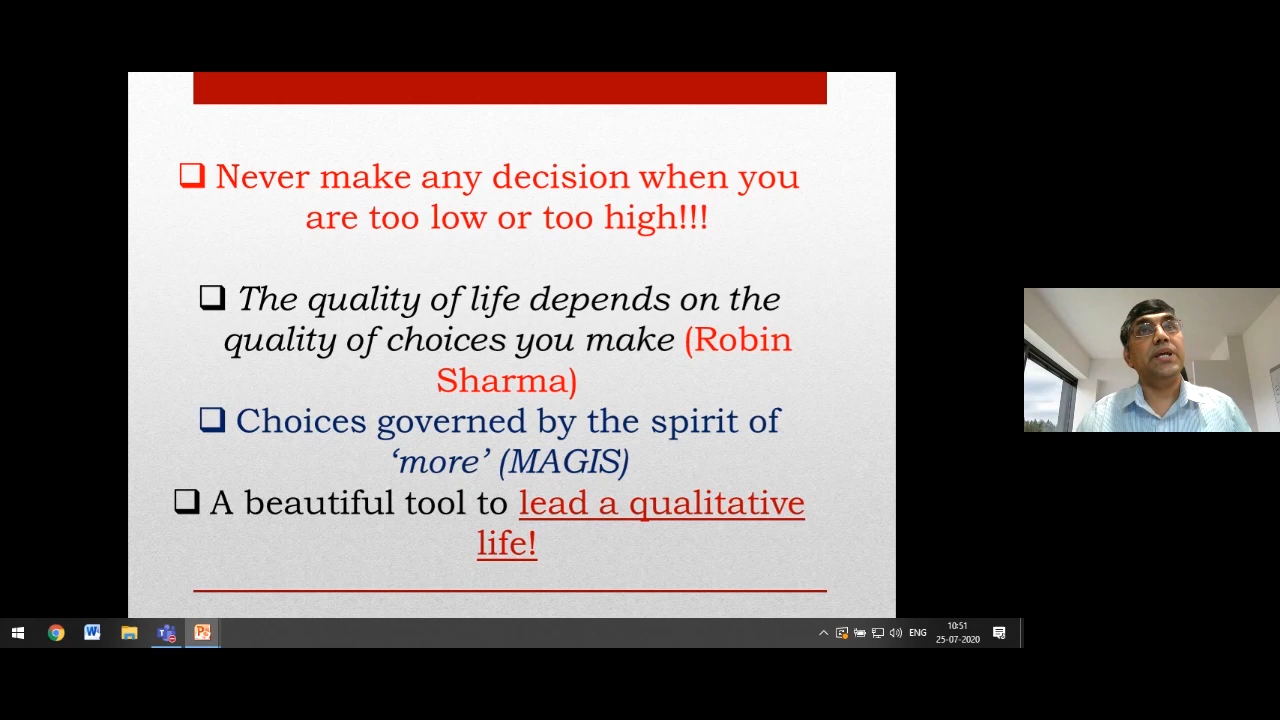 ❑ Never make any decision when you
are too low or too high!!!
❑ The quality of life depends on the
quality of choices you make (Robin
Sharma)
❑ Choices governed by the spirit of
‘more’ (MAGIS)
❑ A beautiful tool to lead a qualitative
life!
ENG
10:51
25-07-2020